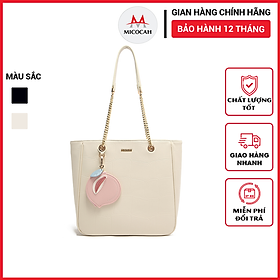 MICOCAH
GIAN HÀNG CHÍNH HÃNG
BẢO HÀNH 12 THÁNG
MÀU SẮC
CHẤT LƯỢNG
TỐT
GIAO HÀNG
NHANH
MIỄN PHÍ
ĐỔI TRẢ